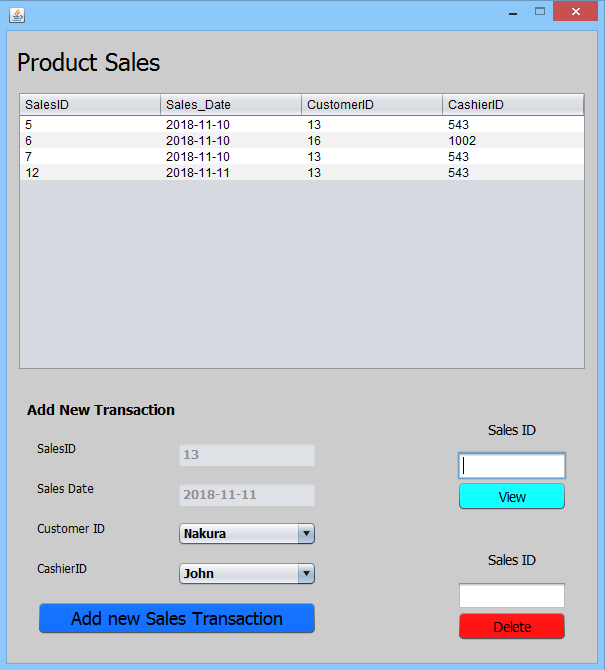 Product Sales
SalesID Sales_Date CustomerID CashierID
5 2018-11-10 13 543
6 2018-11-10 16 1002
7 2018-11-10 13 543
12 2018-11-11 13 543
Add New Transaction
SalesID 13
Sales Date 2018-11-11
Customer ID Nakura
CashierID John
Add new Sales Transaction
Sales ID
View
Sales ID
Delete